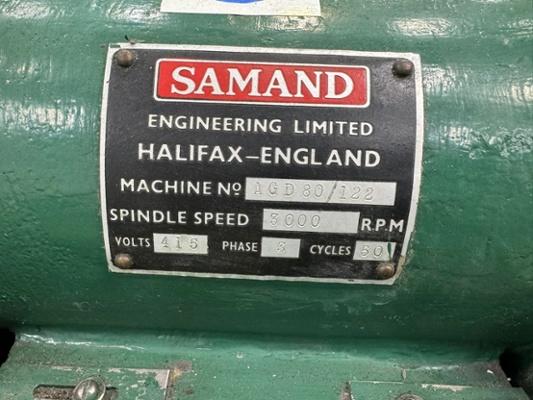 SAMAND
ENGINEERING LIMITED
HALIFAX-ENGLAND
MACHINE No AGD 80/122
SPINDLE SPEED 3000 R.P.M
VOLTS 415 PHASE 3 CYCLES 50